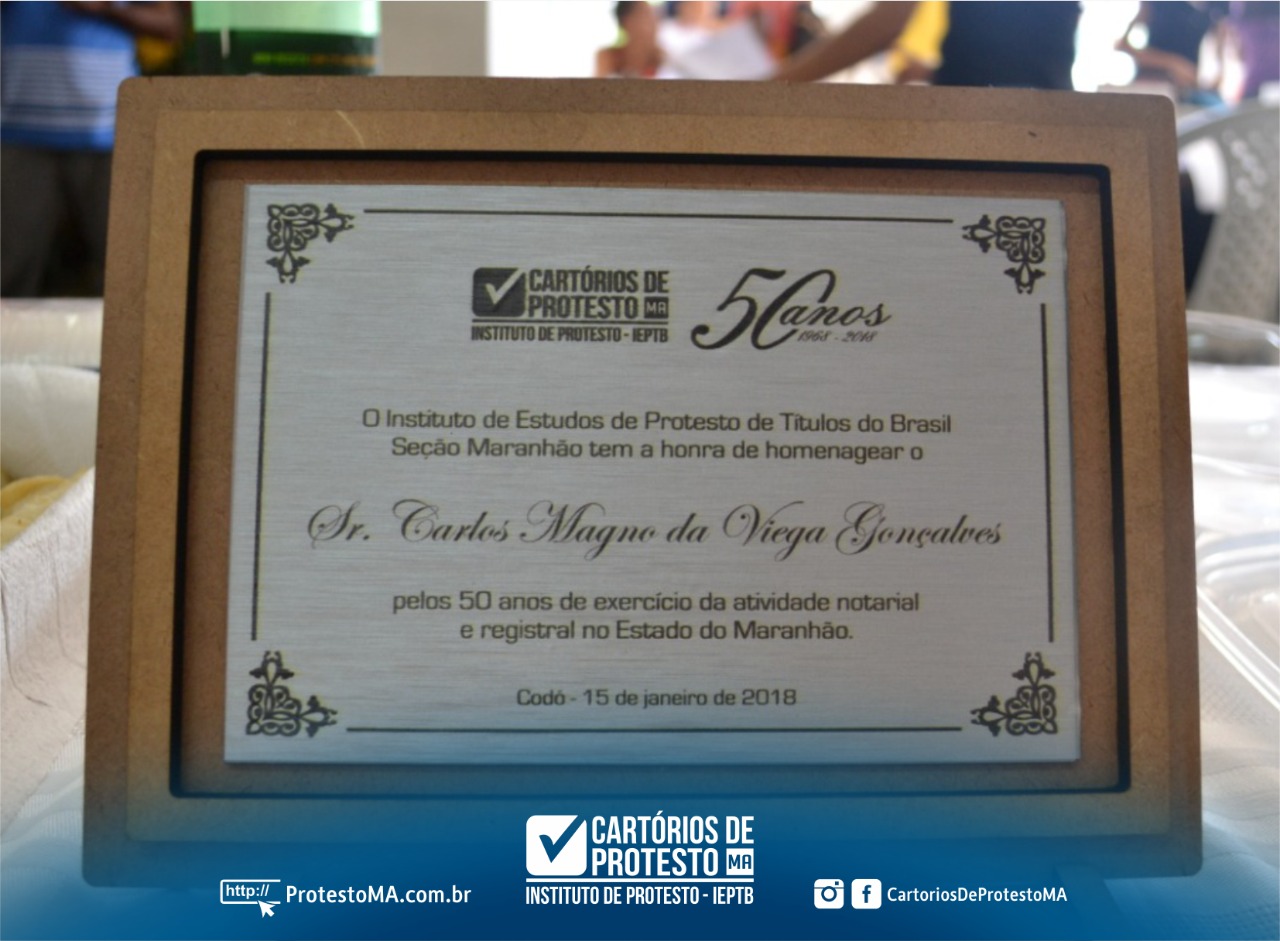 CARTÓRIOS DE
PROTESTO MA
INSTITUTO DE PROTESTO - IEPTB
50 anos
1968 - 2018
O Instituto de Estudos de Protesto de Títulos do Brasil
Seção Maranhão tem a honra de homenagear o
Sr. Carlos Magno da Viega Gonçalves
pelos 50 anos de exercício da atividade notarial
e registral no Estado do Maranhão.
Codó - 15 de janeiro de 2018
http:// ProtestoMA.com.br
CARTÓRIOS DE
PROTESTO MA
INSTITUTO DE PROTESTO - IEPTB
CartoriosDeProtestoMA